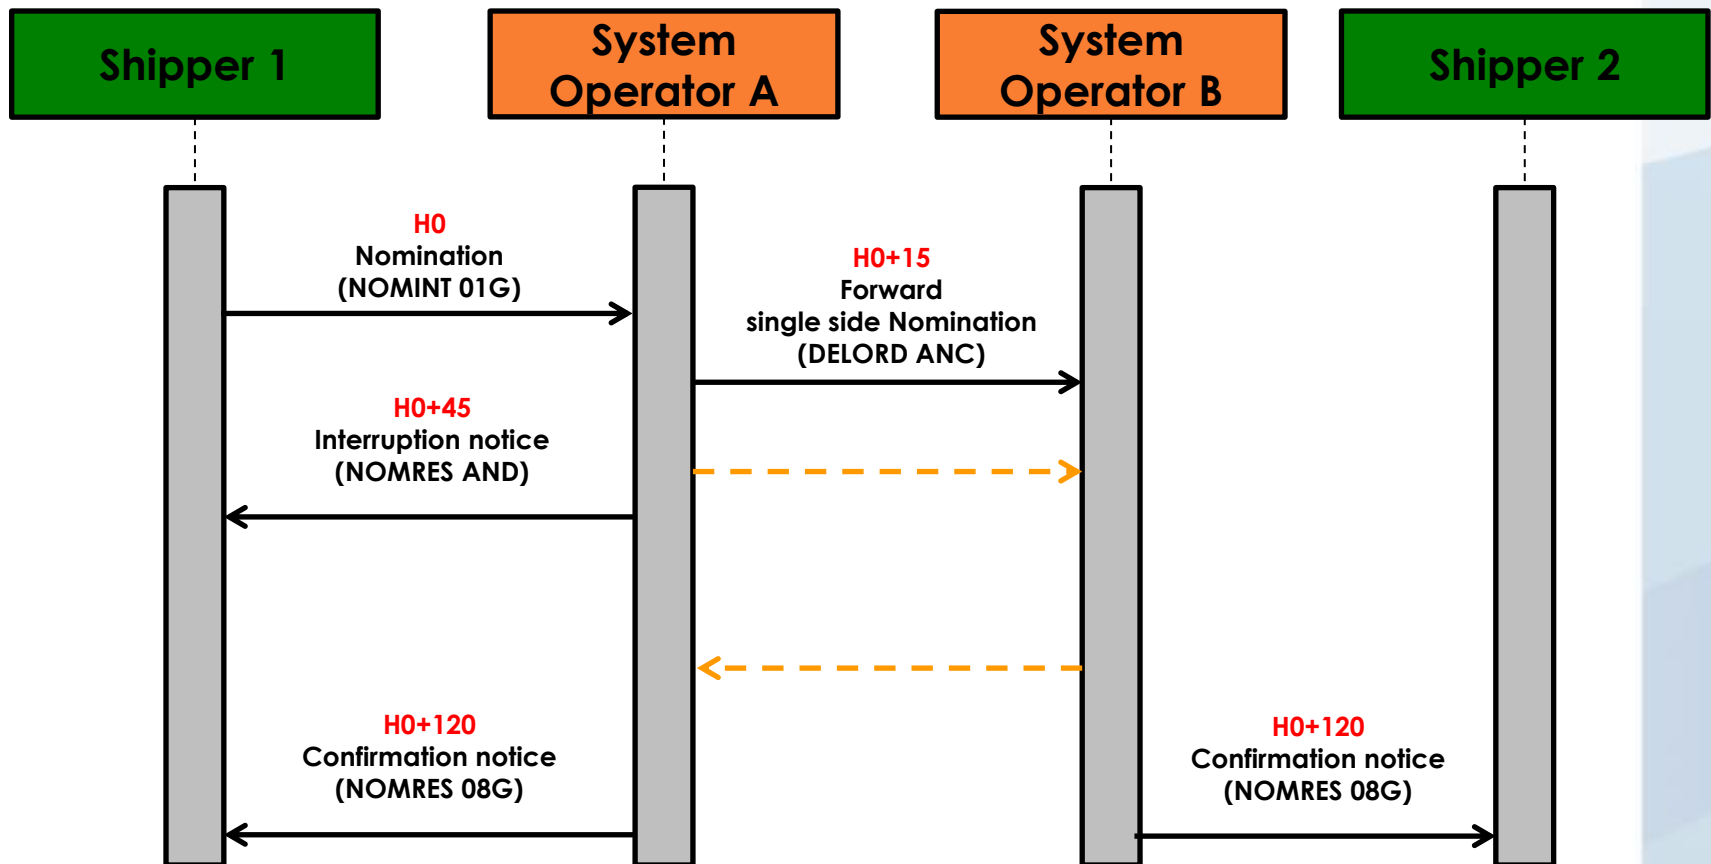 Shipper 1
System
Operator A
System
Operator B
Shipper 2
H0
Nomination
(NOMINT 01G)
H0+15
Forward
single side Nomination
(DELORD ANC)
H0+45
Interruption notice
(NOMRES AND)
H0+120
Confirmation notice
(NOMRES 08G)
H0+120
Confirmation notice
(NOMRES 08G)